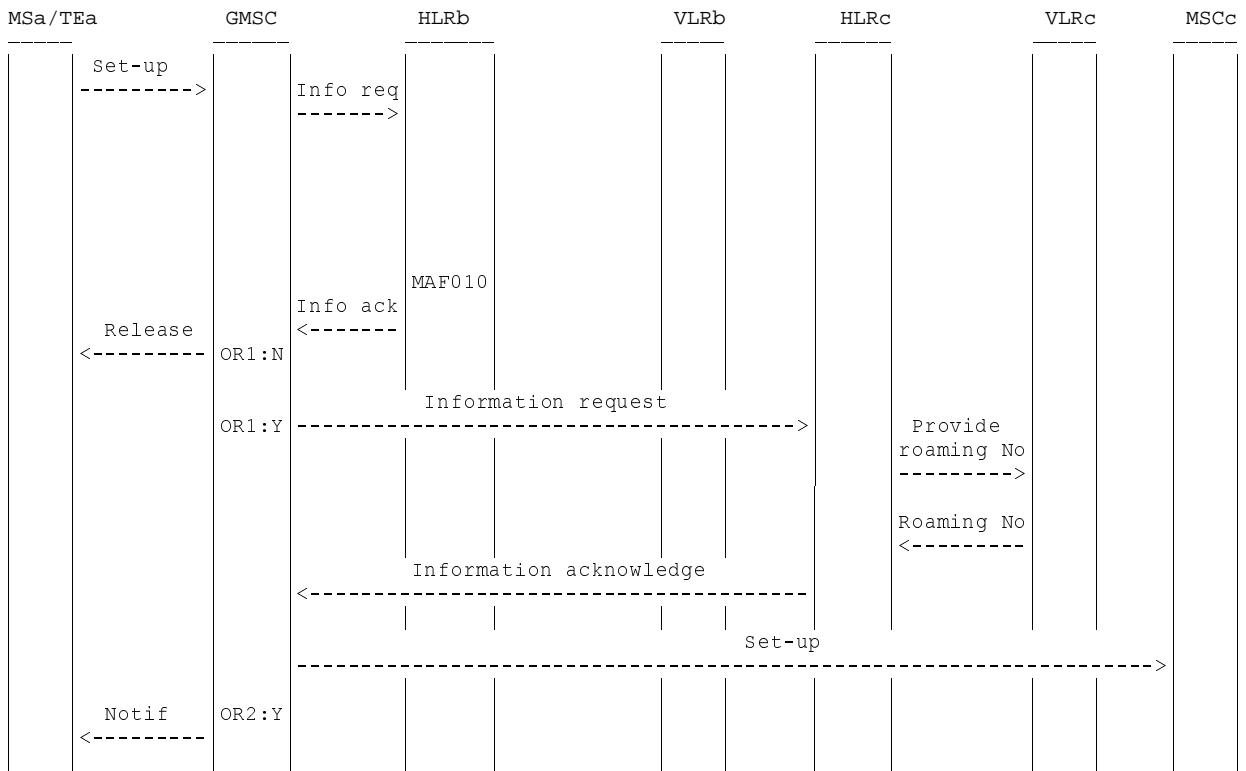 MSa/TEa GMSC HLRb VLRb HLRc VLRc MSCc
Set-up
--------->
Info req
------->
MAF010
Info ack
<-------
Release
<--------- OR1:N
Information request
OR1:Y ----------------------------------------->
Provide
roaming No
--------->
Roaming No
<---------
Information acknowledge
<-----------------------------------------
Set-up
---------------------------------------------------------------------->
Notif OR2:Y
<---------